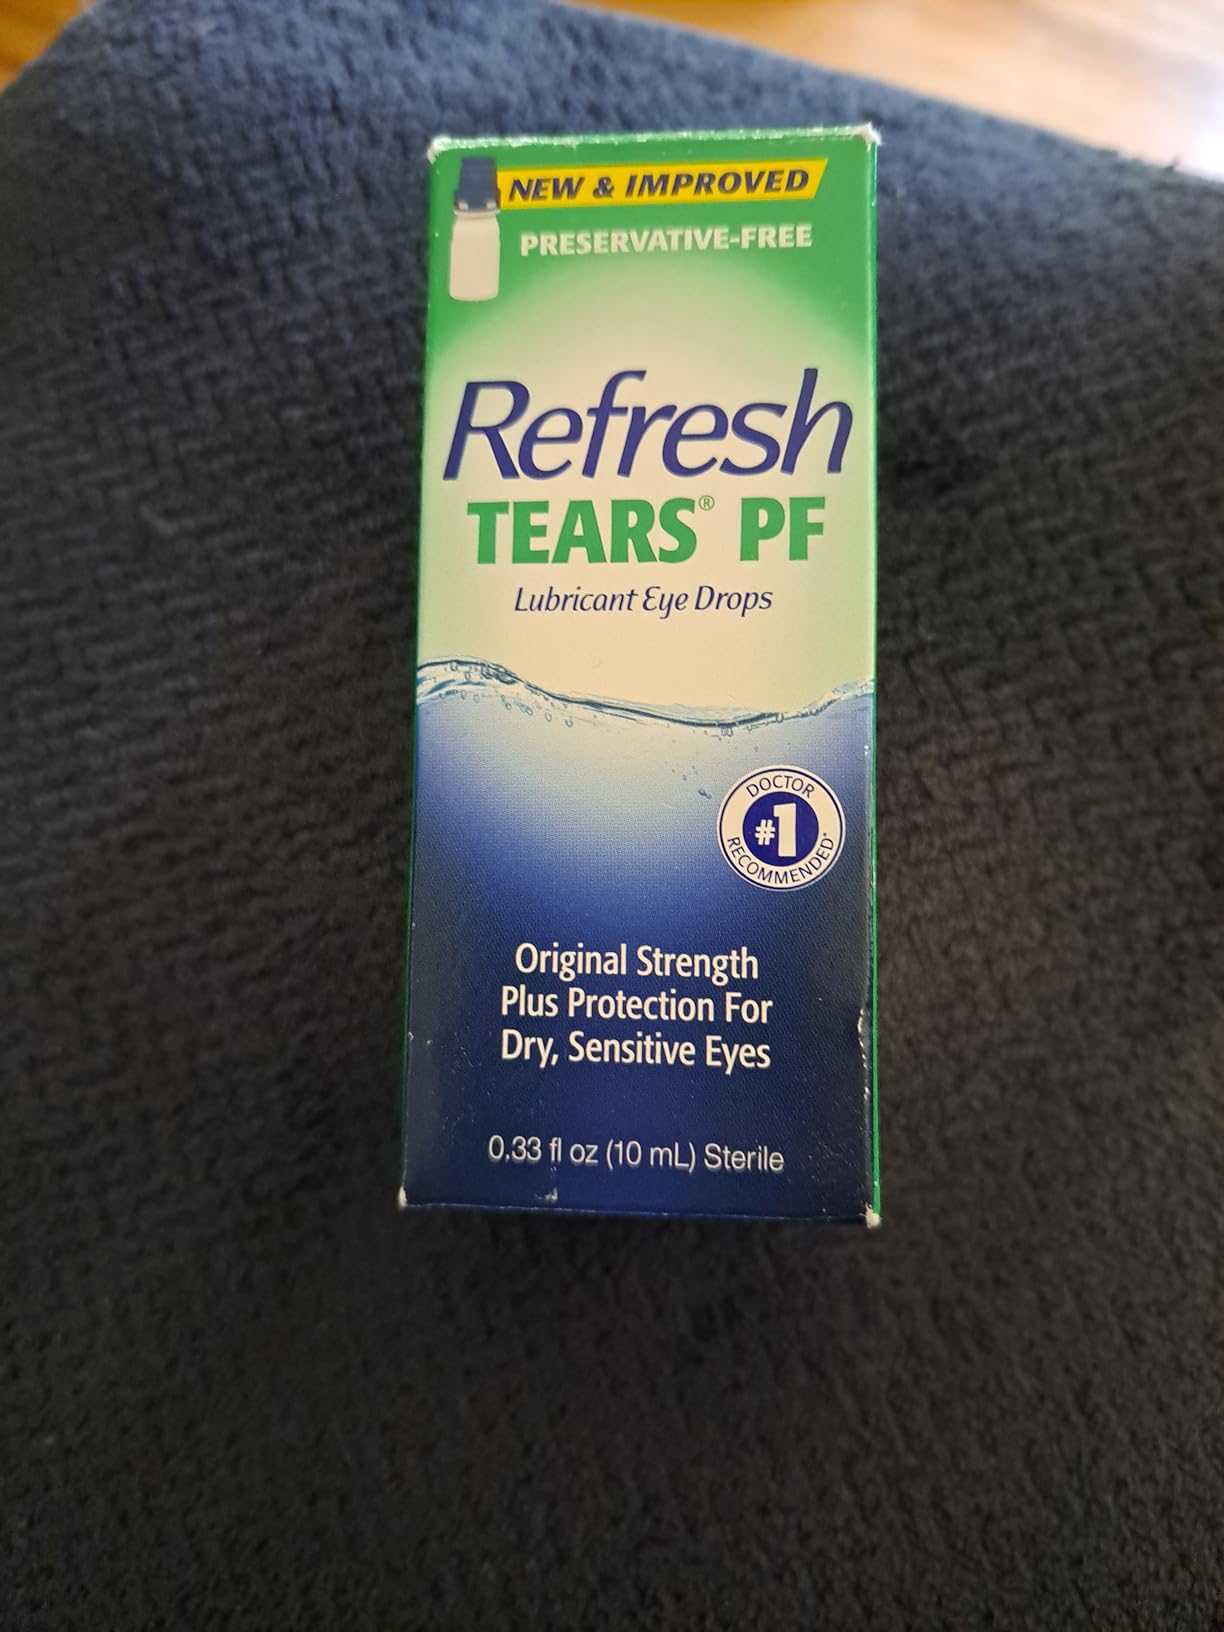 NEW & IMPROVED
PRESERVATIVE-FREE
Refresh
TEARS® PF
Lubricant Eye Drops
DOCTOR
#1
RECOMMENDED*
Original Strength
Plus Protection For
Dry, Sensitive Eyes
0.33 fl oz (10 mL) Sterile